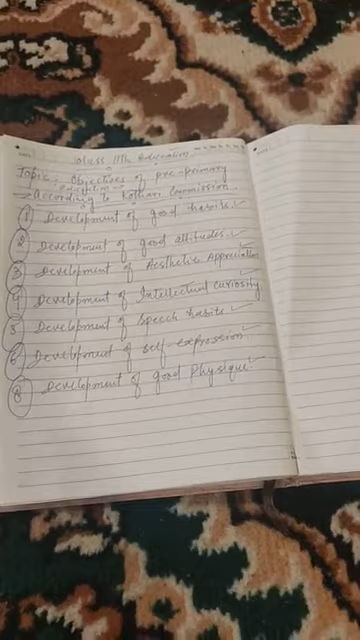 Class 11th Education
Topic: Objectives of pre-primary
education
→ According to Kothari Commission.
① Development of good habits.
② Development of good attitudes.
③ Development of Aesthetic Appreciation
④ Development of Intellectual Curiosity
⑤ Development of Speech habits
⑥ Development of self expression
⑧ Development of good Physique